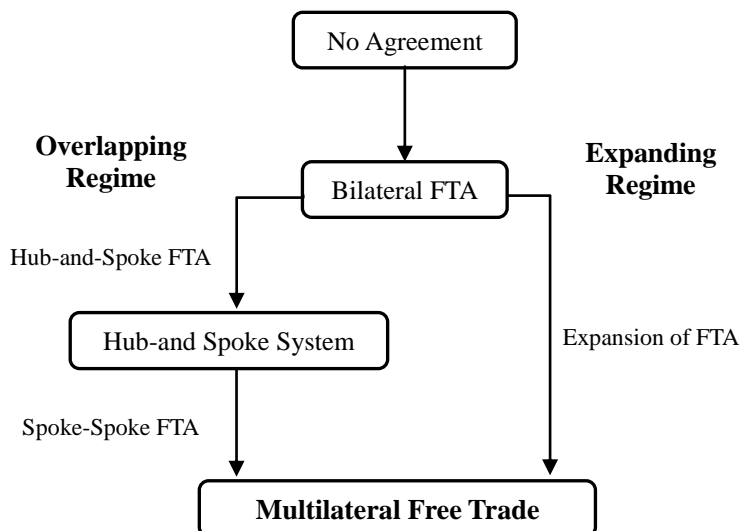 No Agreement
Overlapping
Regime
Expanding
Regime
Bilateral FTA
Hub-and-Spoke FTA
Hub-and Spoke System
Expansion of FTA
Spoke-Spoke FTA
Multilateral Free Trade